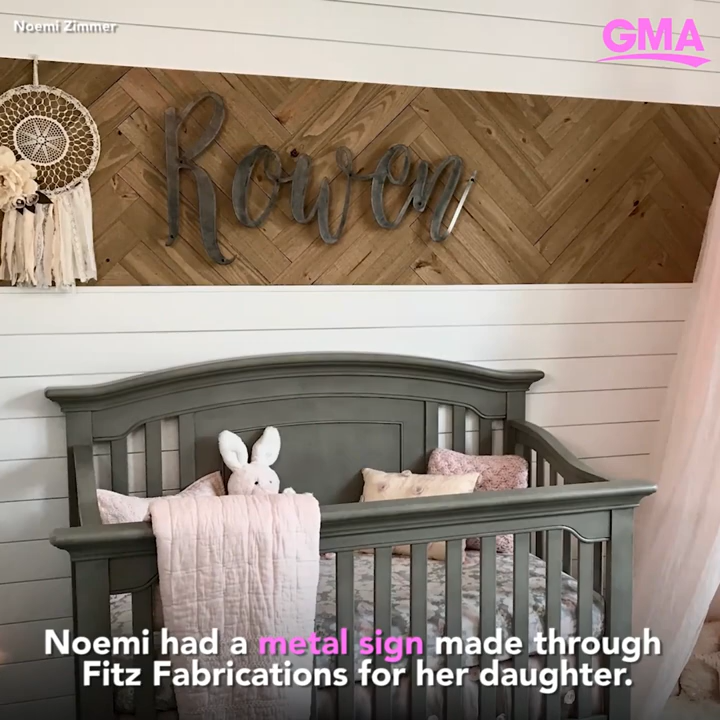 Noemi Zimmer
GMA
Rowen
Noemi had a metal sign made through
Fitz Fabrications for her daughter.